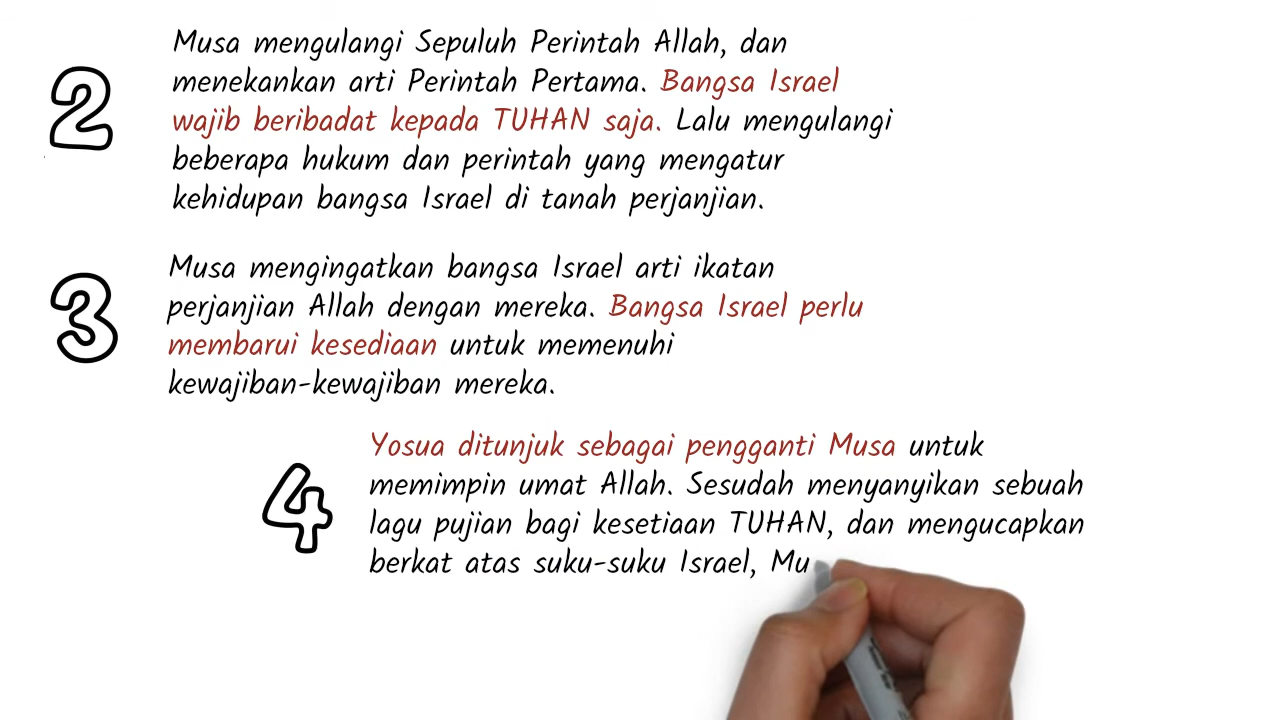 2
Musa mengulangi Sepuluh Perintah Allah, dan
menekankan arti Perintah Pertama. Bangsa Israel
wajib beribadat kepada TUHAN saja. Lalu mengulangi
beberapa hukum dan perintah yang mengatur
kehidupan bangsa Israel di tanah perjanjian.
3
Musa mengingatkan bangsa Israel arti ikatan
perjanjian Allah dengan mereka. Bangsa Israel perlu
membarui kesediaan untuk memenuhi
kewajiban-kewajiban mereka.
4
Yosua ditunjuk sebagai pengganti Musa untuk
memimpin umat Allah. Sesudah menyanyikan sebuah
lagu pujian bagi kesetiaan TUHAN, dan mengucapkan
berkat atas suku-suku Israel, Mu